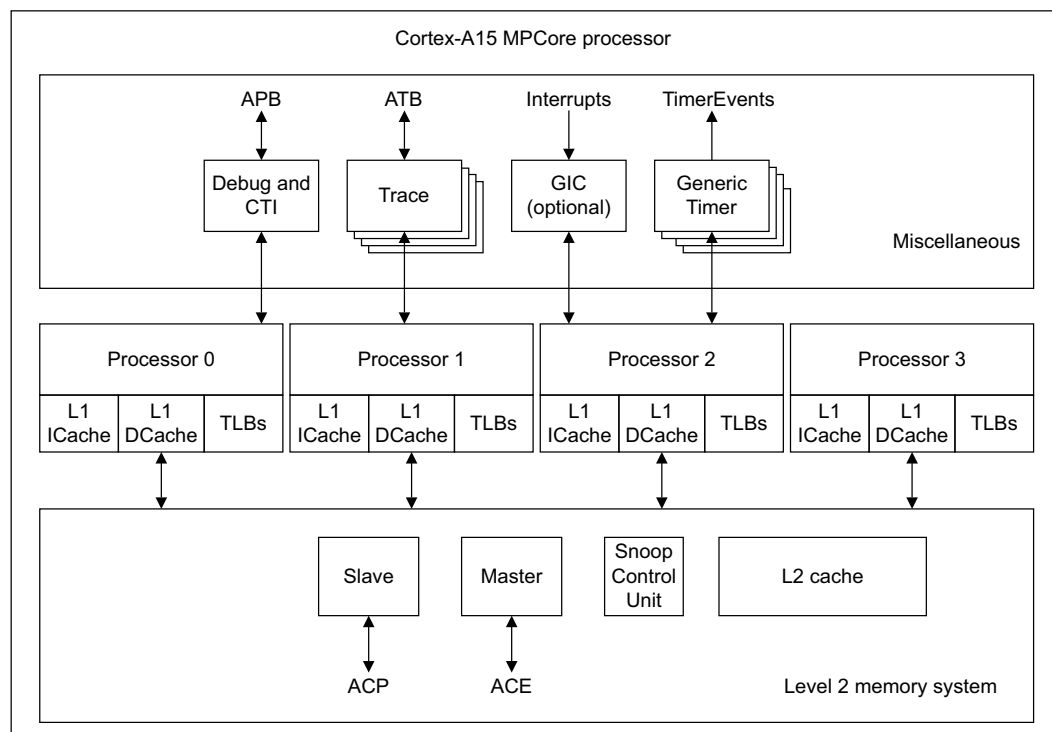 Cortex-A15 MPCore processor
APB
ATB
Interrupts
TimerEvents
Debug and
CTI
Trace
GIC
(optional)
Generic
Timer
Miscellaneous
Processor 0
Processor 1
Processor 2
Processor 3
L1
ICache
L1
DCache
TLBs
L1
ICache
L1
DCache
TLBs
L1
ICache
L1
DCache
TLBs
L1
ICache
L1
DCache
TLBs
Slave
Master
Snoop
Control
Unit
L2 cache
ACP
ACE
Level 2 memory system